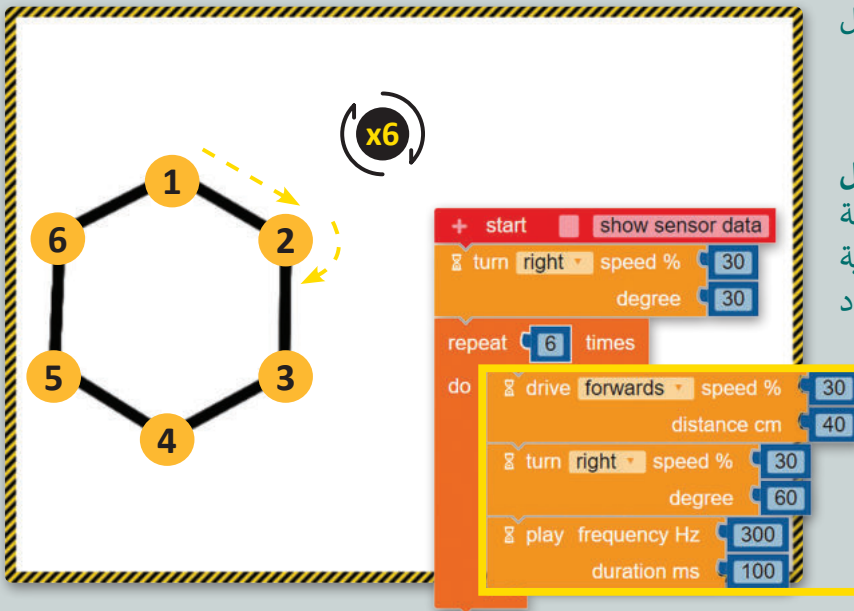 ل
ل
ة
ية
د
x6
1
2
3
4
5
6
+ start show sensor data
turn right speed % 30
degree 30
repeat 6 times
do
drive forwards speed % 30
distance cm 40
turn right speed % 30
degree 60
play frequency Hz 300
duration ms 100